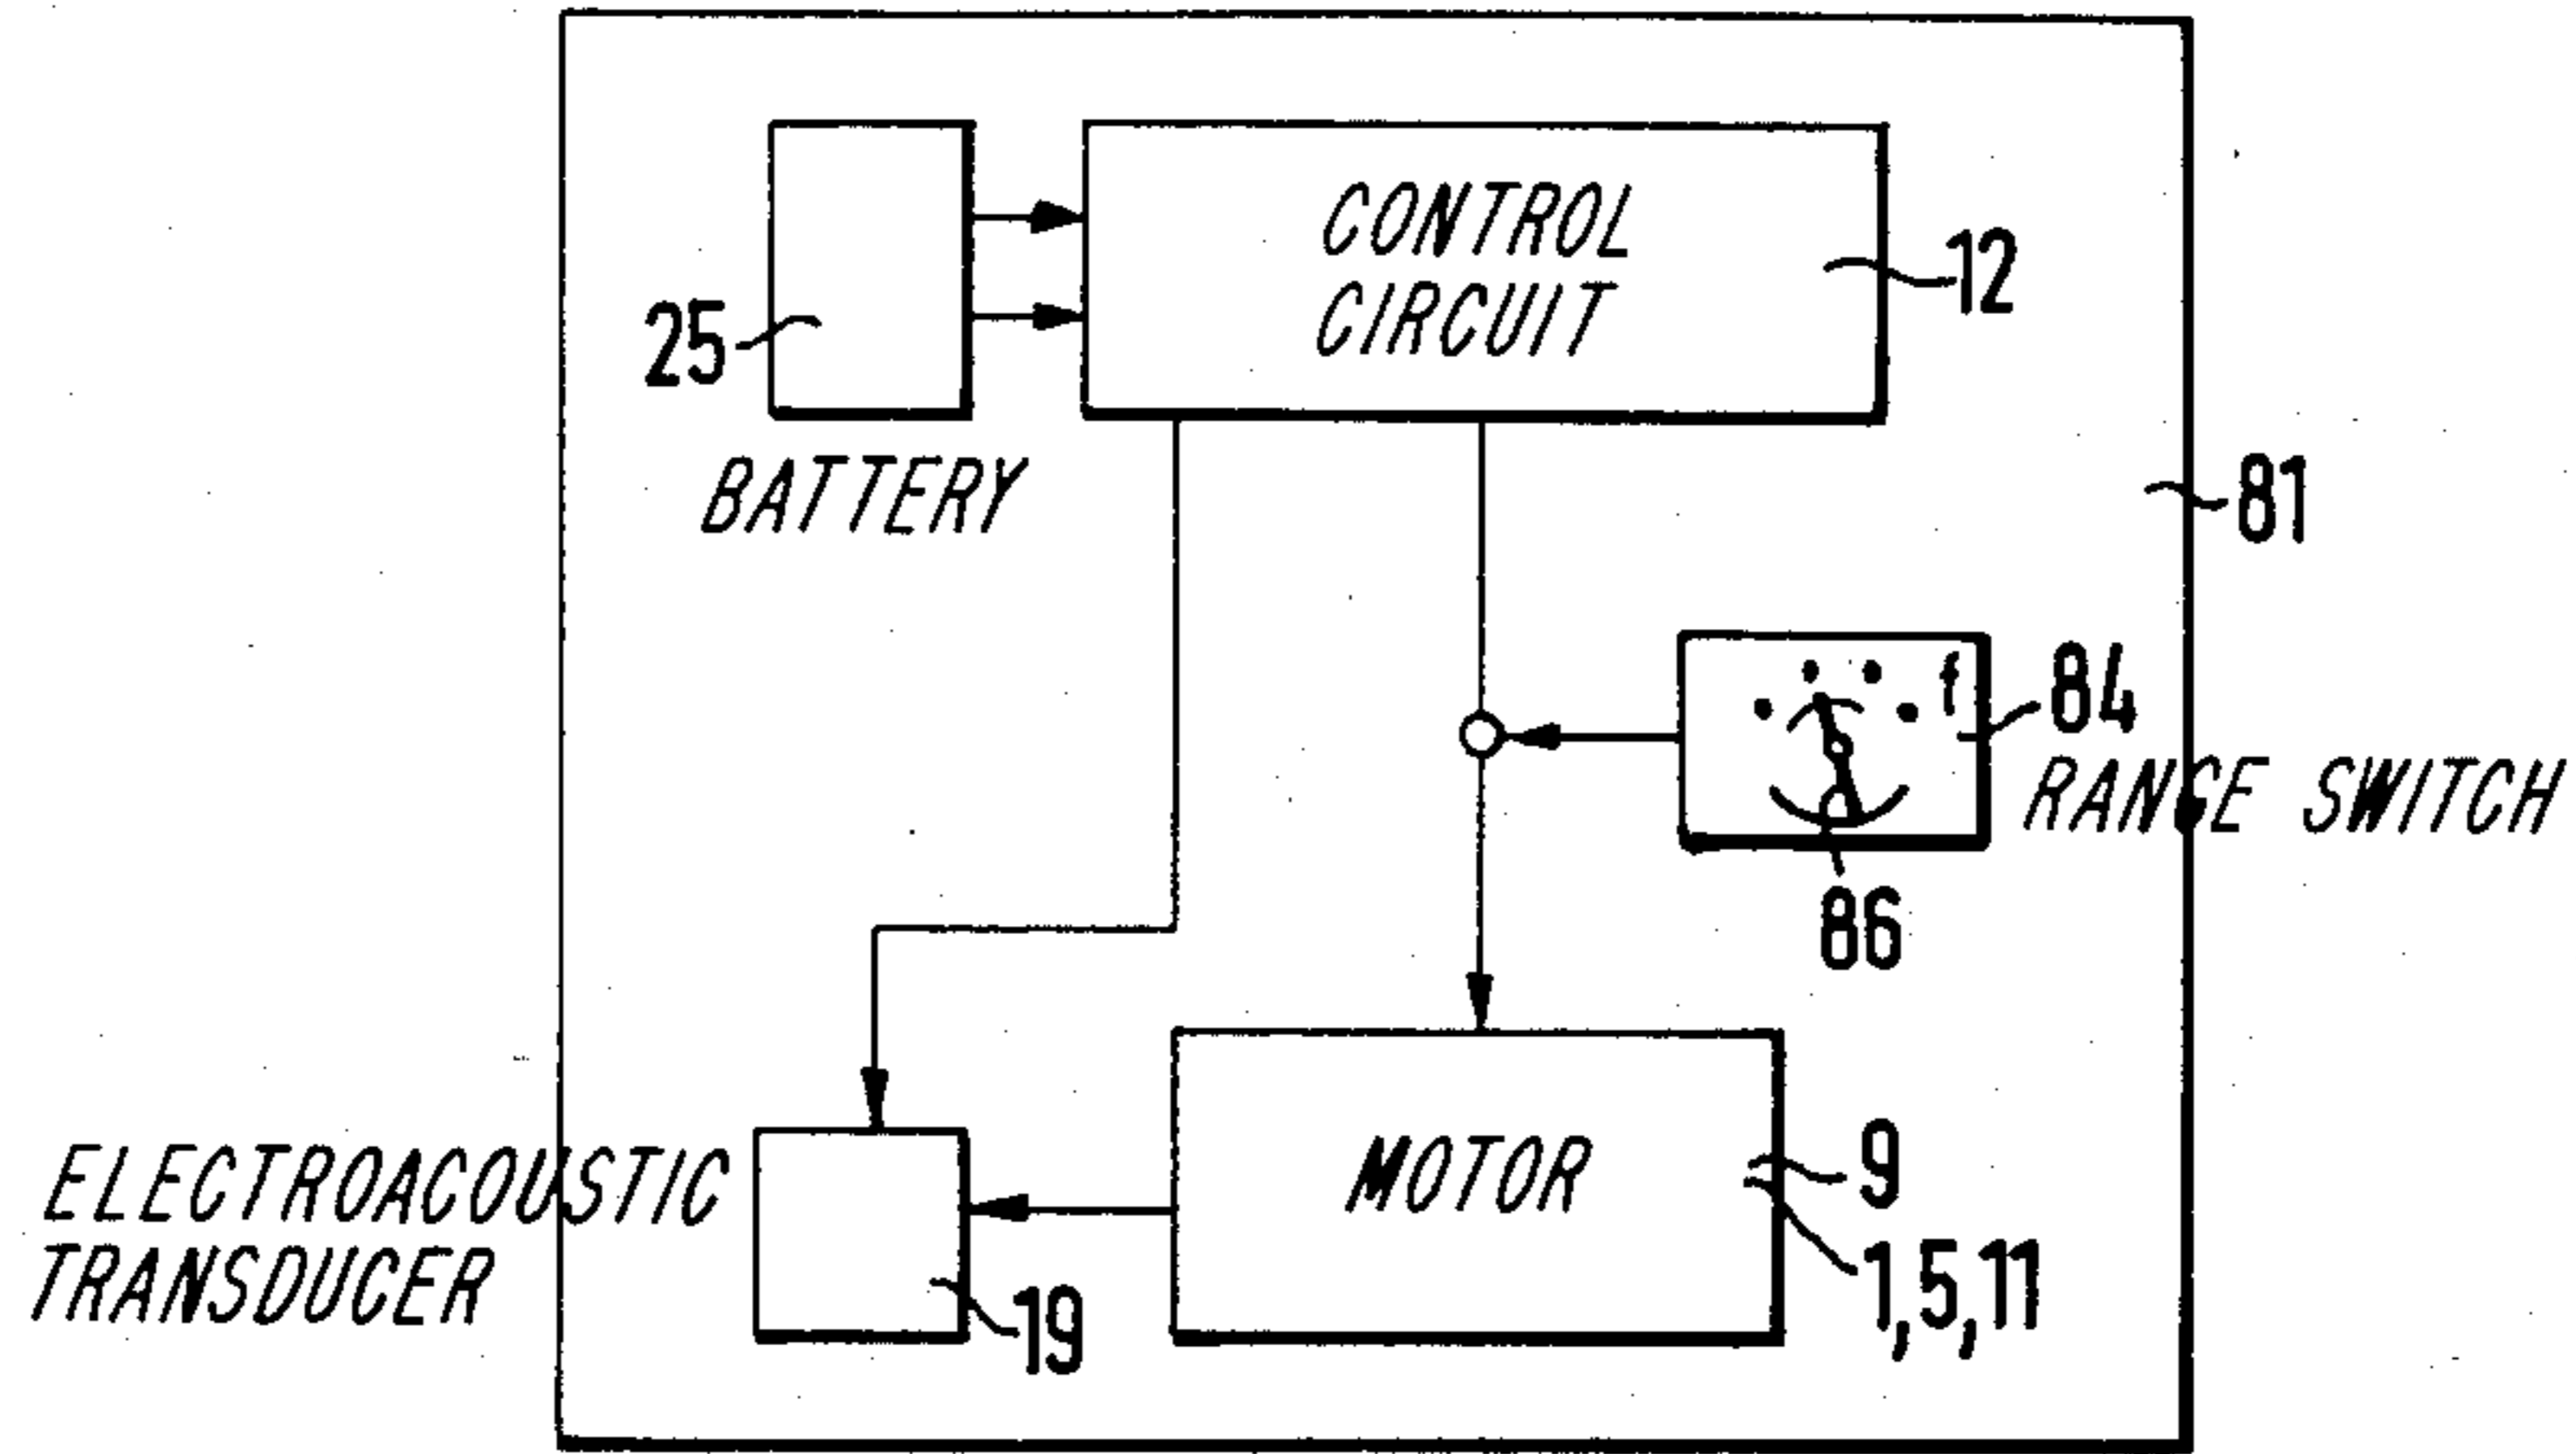 CONTROL
CIRCUIT
12
25
BATTERY
81
f
84
RANGE SWITCH
86
ELECTROACOUSTIC
TRANSDUCER
MOTOR
9
1,5,11
19